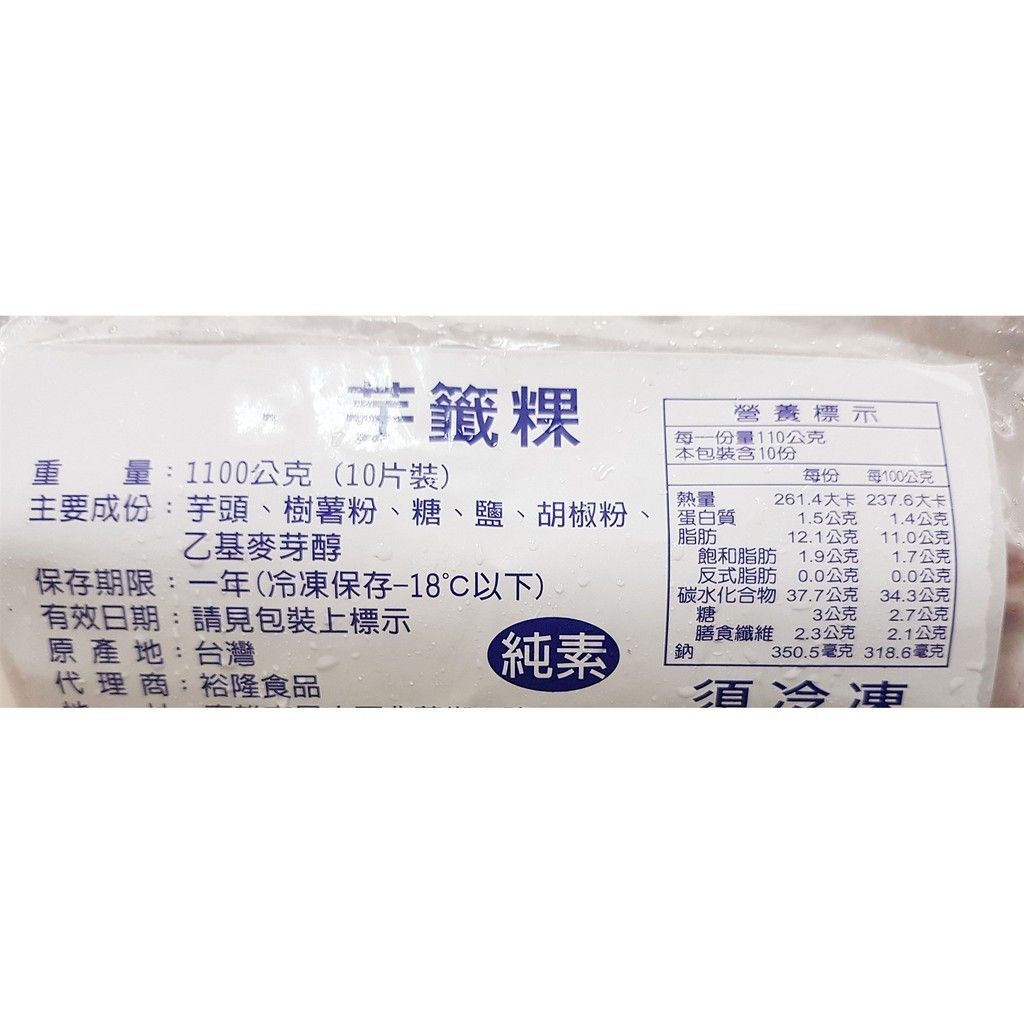 芋籤粿
重量：1100公克（10片裝）
主要成份：芋頭、樹薯粉、糖、鹽、胡椒粉、
乙基麥芽醇
保存期限：一年(冷凍保存-18℃以下)
有效日期：請見包裝上標示
原產地：台灣
代理商：裕隆食品
純素
營養標示
每一份量110公克
本包裝含10份
每份 每100公克
熱量 261.4大卡 237.6大卡
蛋白質 1.5公克 1.4公克
脂肪 12.1公克 11.0公克
飽和脂肪 1.9公克 1.7公克
反式脂肪 0.0公克 0.0公克
碳水化合物 37.7公克 34.3公克
糖 3公克 2.7公克
膳食纖維 2.3公克 2.1公克
鈉 350.5毫克 318.6毫克
須冷凍